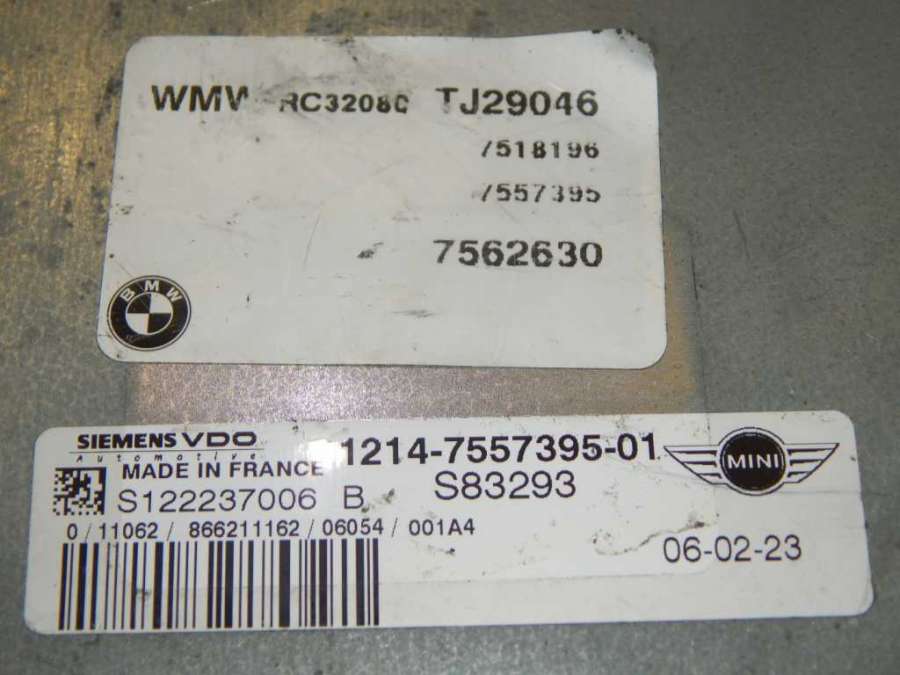 WMW RC32080 TJ29046
7518196
7557395
7562630
BMW
SIEMENS VDO
Automotive
MADE IN FRANCE
1214-7557395-01
S122237006 B
S83293
MINI
0/11062/866211162/06054/001A4
06-02-23